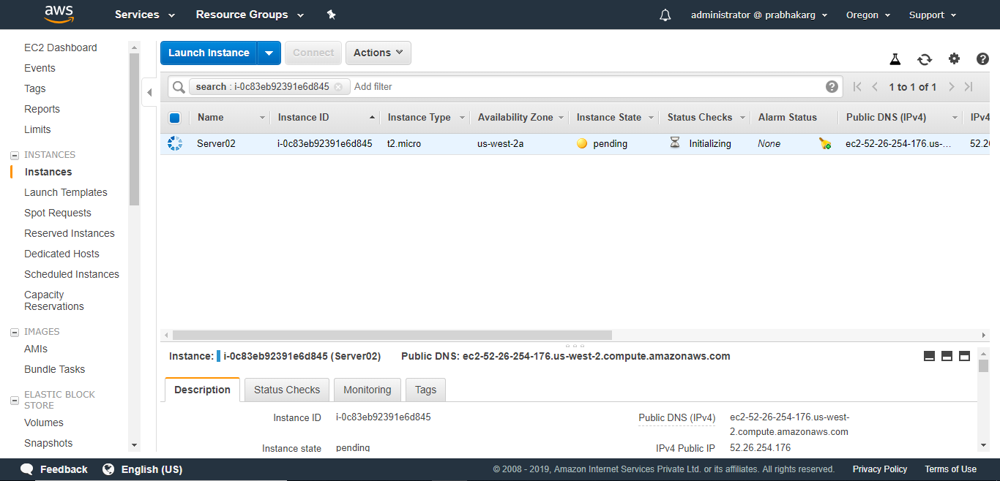 aws Services Resource Groups administrator @ prabhakarg Oregon Support
EC2 Dashboard
Events
Tags
Reports
Limits
INSTANCES
Instances
Launch Templates
Spot Requests
Reserved Instances
Dedicated Hosts
Scheduled Instances
Capacity
Reservations
IMAGES
AMIs
Bundle Tasks
ELASTIC BLOCK
STORE
Volumes
Snapshots
Launch Instance Connect Actions
search : i-0c83eb92391e6d845 Add filter 1 to 1 of 1
Name Instance ID Instance Type Availability Zone Instance State Status Checks Alarm Status Public DNS (IPv4) IPv4
Server02 i-0c83eb92391e6d845 t2.micro us-west-2a pending Initializing None ec2-52-26-254-176.us-... 52.2
Instance: i-0c83eb92391e6d845 (Server02) Public DNS: ec2-52-26-254-176.us-west-2.compute.amazonaws.com
Description Status Checks Monitoring Tags
Instance ID i-0c83eb92391e6d845
Instance state pending
Public DNS (IPv4) ec2-52-26-254-176.us-west-
2.compute.amazonaws.com
IPv4 Public IP 52.26.254.176
Feedback English (US) © 2008 - 2019, Amazon Internet Services Private Ltd. or its affiliates. All rights reserved. Privacy Policy Terms of Use